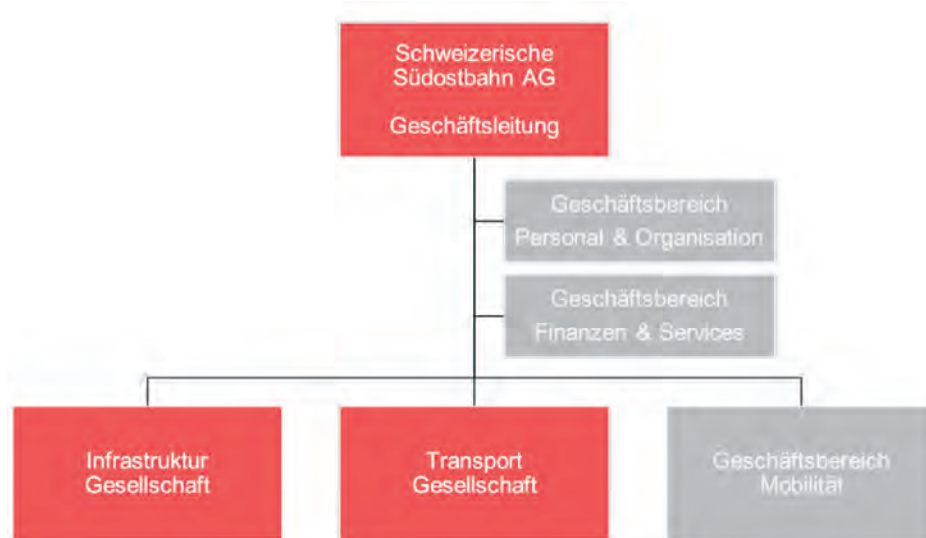 Schweizerische
Südostbahn AG
Geschäftsleitung
Geschäftsbereich
Personal & Organisation
Geschäftsbereich
Finanzen & Services
Infrastruktur
Gesellschaft
Transport
Gesellschaft
Geschäftsbereich
Mobilität